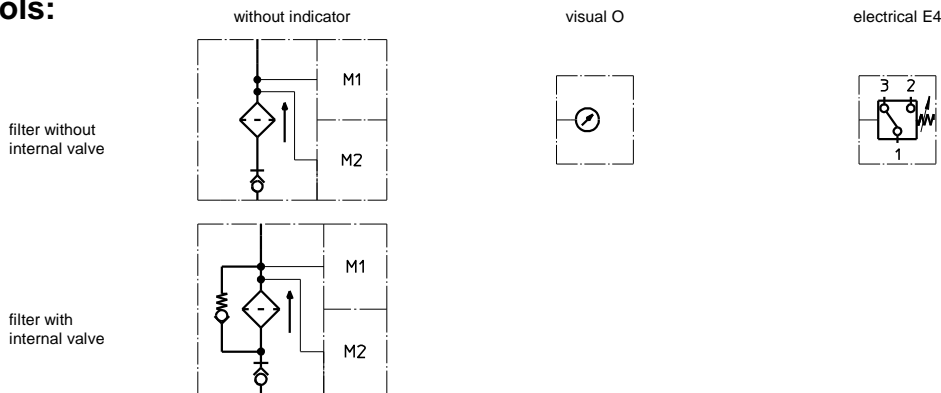 ols:
without indicator
visual O
electrical E4
filter without
internal valve
M1
M2
3 2
1
filter with
internal valve
M1
M2